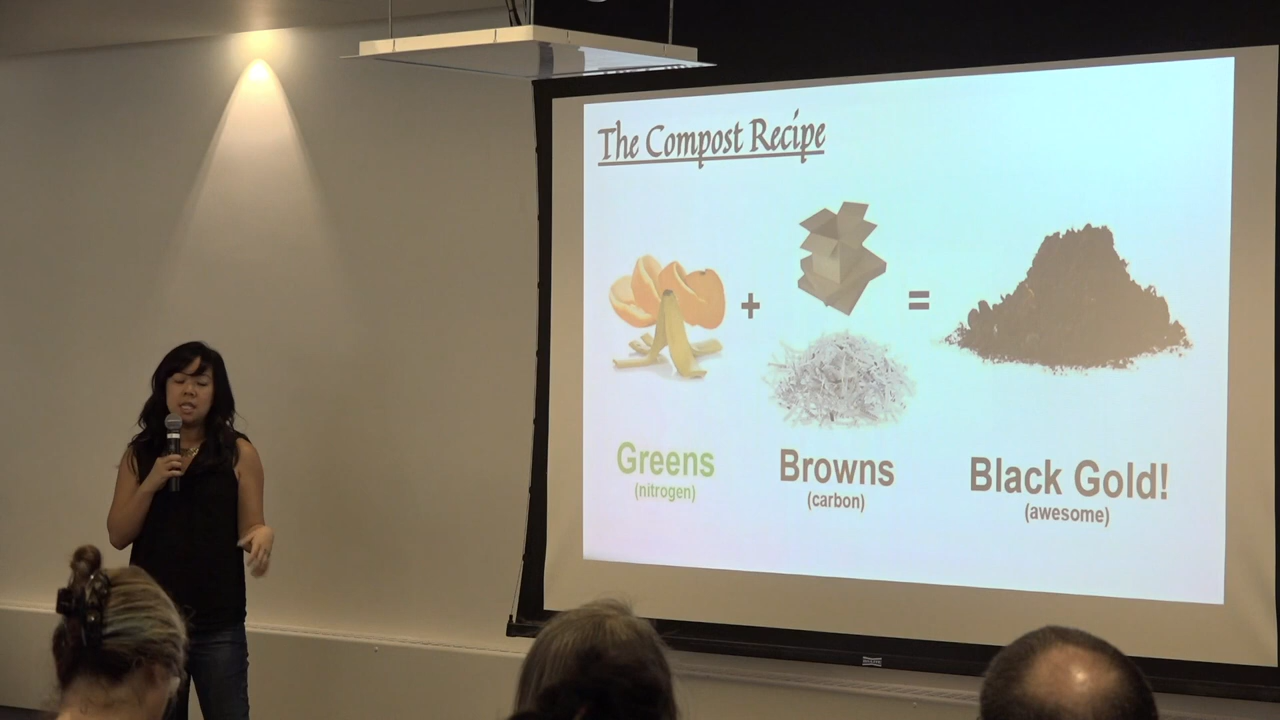 The Compost Recipe
+
=
Greens
(nitrogen)
Browns
(carbon)
Black Gold!
(awesome)